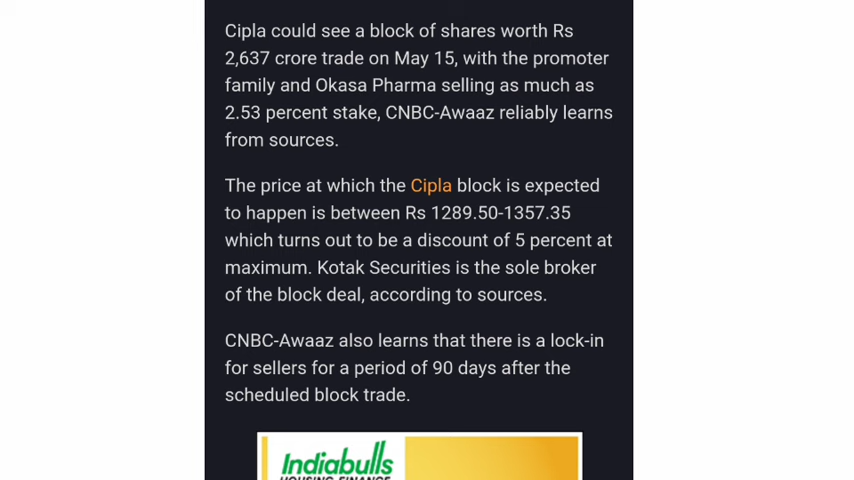 Cipla could see a block of shares worth Rs
2,637 crore trade on May 15, with the promoter
family and Okasa Pharma selling as much as
2.53 percent stake, CNBC-Awaaz reliably learns
from sources.
The price at which the Cipla block is expected
to happen is between Rs 1289.50-1357.35
which turns out to be a discount of 5 percent at
maximum. Kotak Securities is the sole broker
of the block deal, according to sources.
CNBC-Awaaz also learns that there is a lock-in
for sellers for a period of 90 days after the
scheduled block trade.
Indiabulls
HOUSING FINANCE